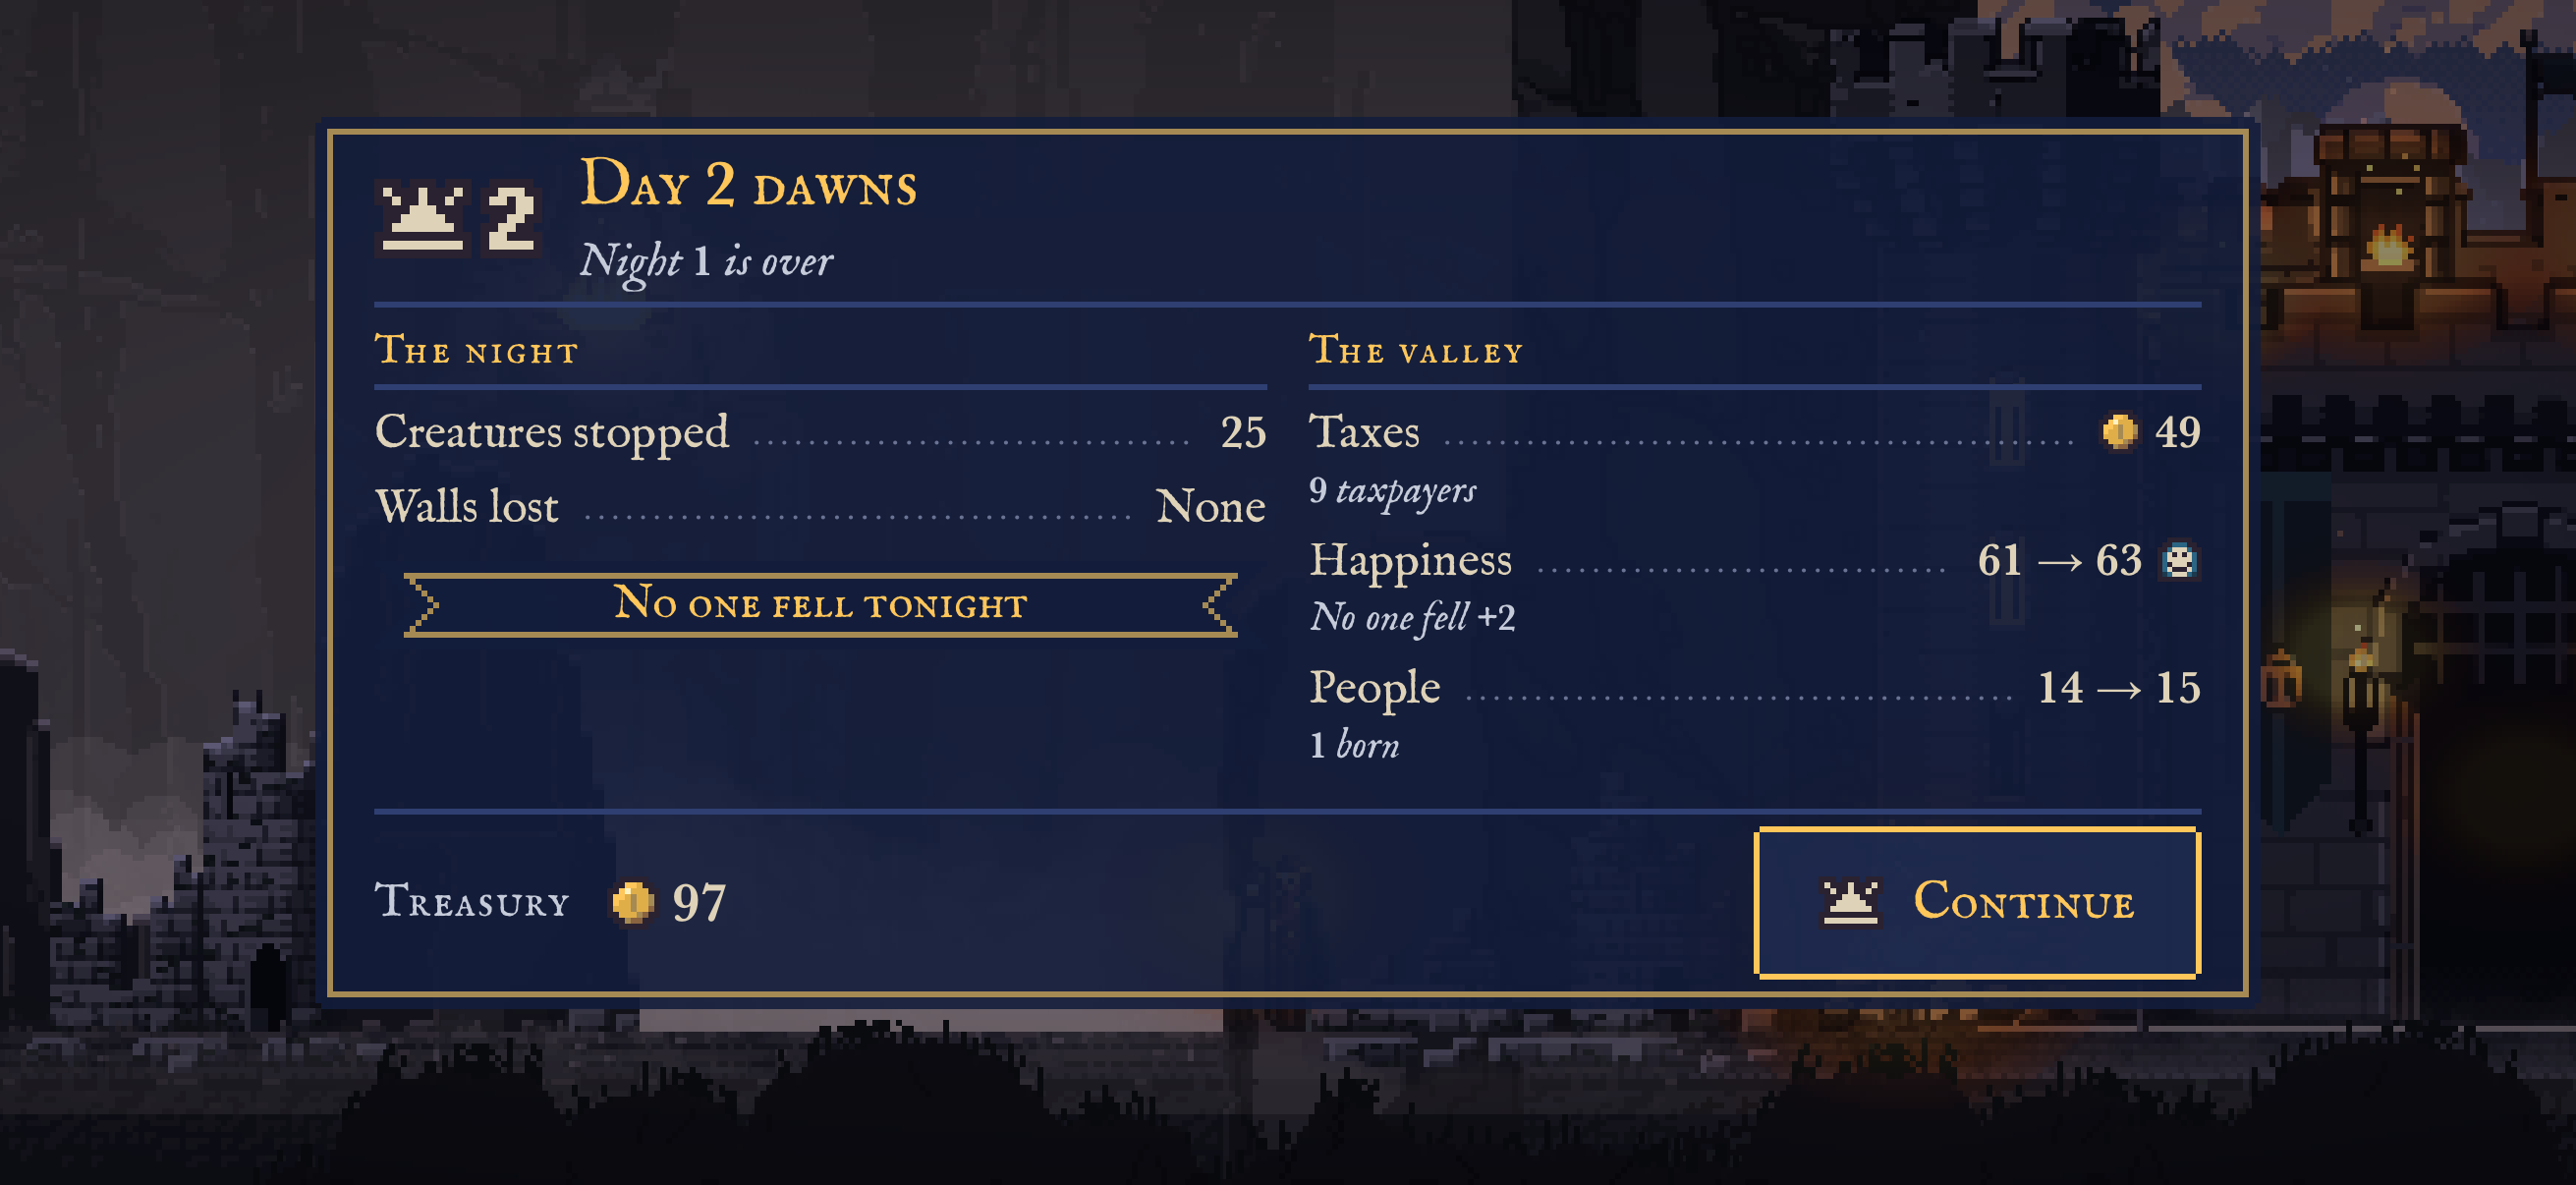 2
Day 2 dawns
Night 1 is over
The night
Creatures stopped 25
Walls lost None
No one fell tonight
The valley
Taxes 49
9 taxpayers
Happiness 61 → 63
No one fell +2
People 14 → 15
1 born
Treasury 97
Continue